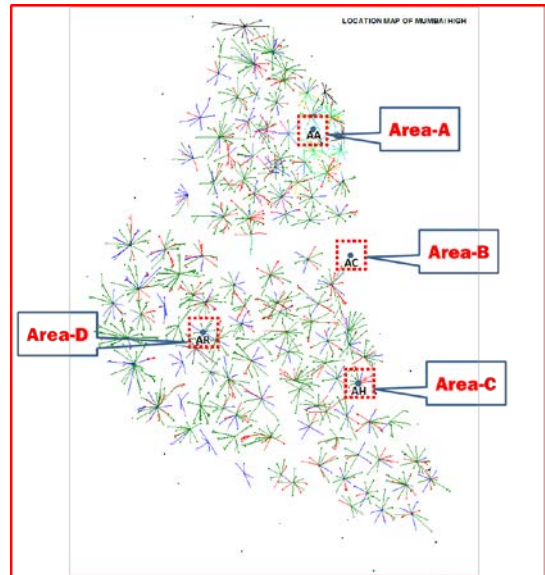 LOCATION MAP OF MUMBAI HIGH
AA
Area-A
AC
Area-B
Area-D
AR
AH
Area-C